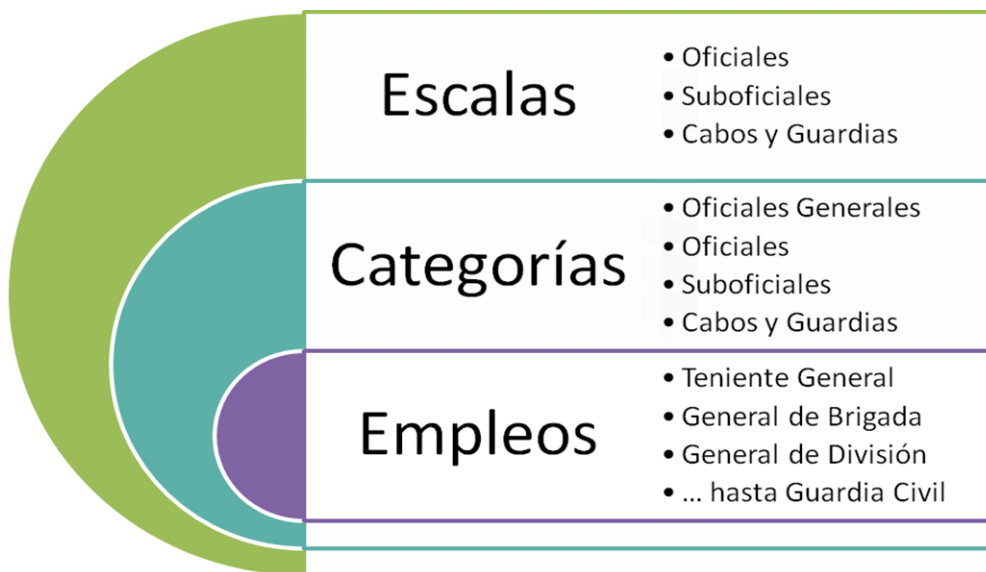 Escalas
• Oficiales
• Suboficiales
• Cabos y Guardias
Categorías
• Oficiales Generales
• Oficiales
• Suboficiales
• Cabos y Guardias
Empleos
• Teniente General
• General de Brigada
• General de División
• ... hasta Guardia Civil